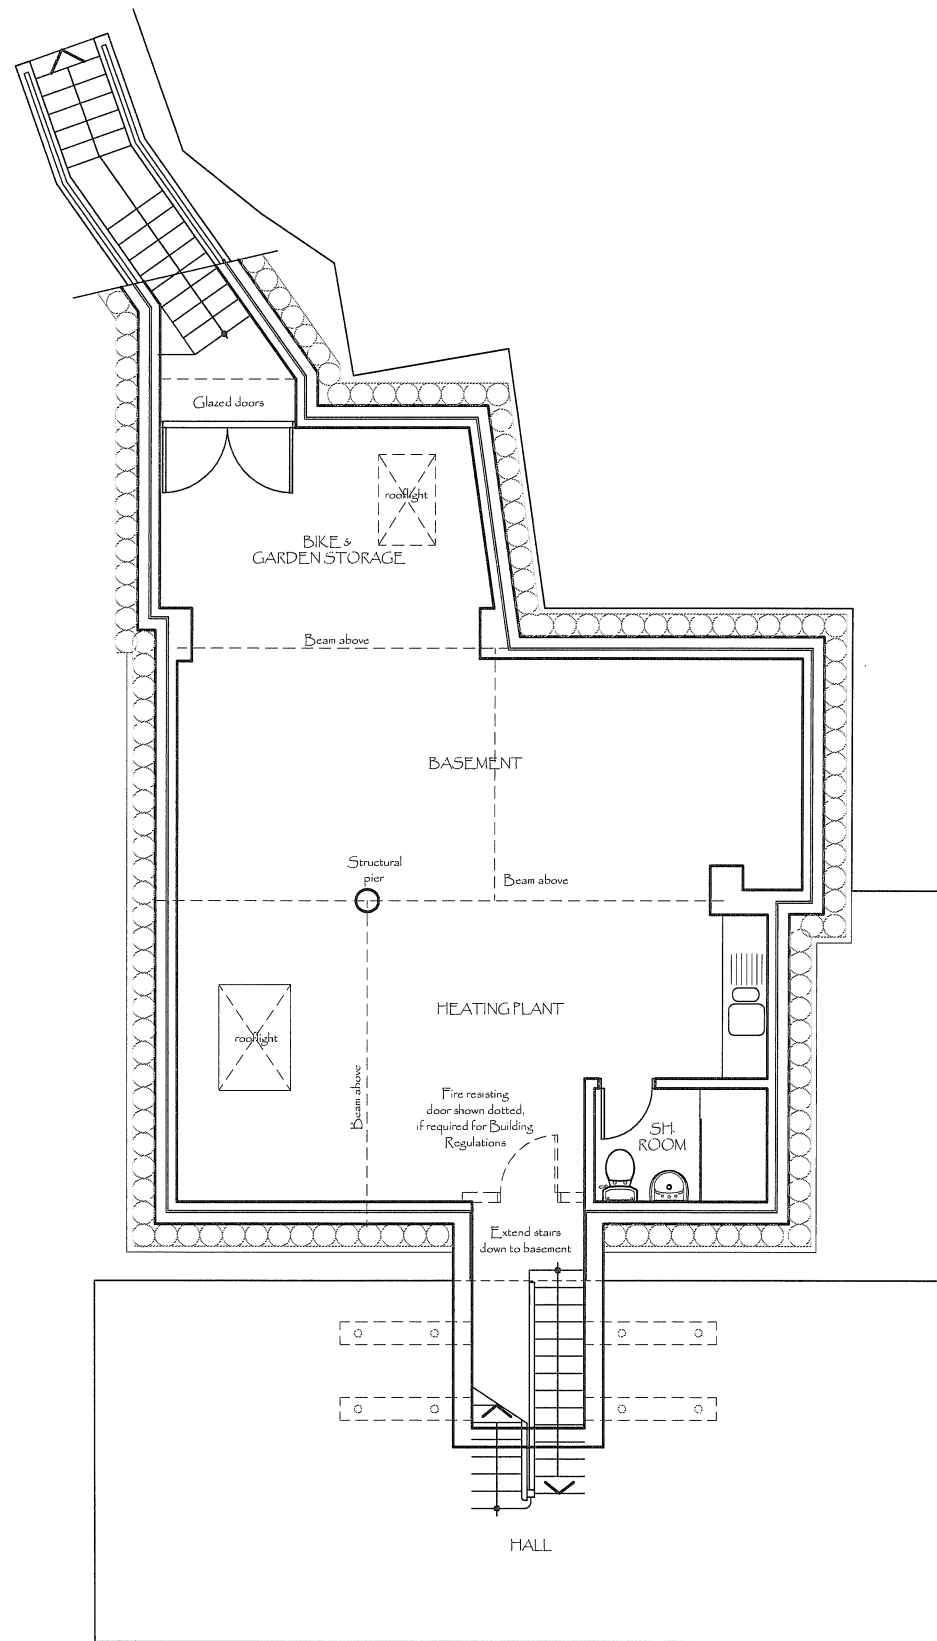 Glazed doors
rooflight
BIKE &
GARDEN STORAGE
Beam above
BASEMENT
Structural
pier
Beam above
HEATING PLANT
rooflight
Beam above
Fire resisting
door shown dotted,
if required for Building
Regulations
SH.
ROOM
Extend stairs
down to basement
HALL